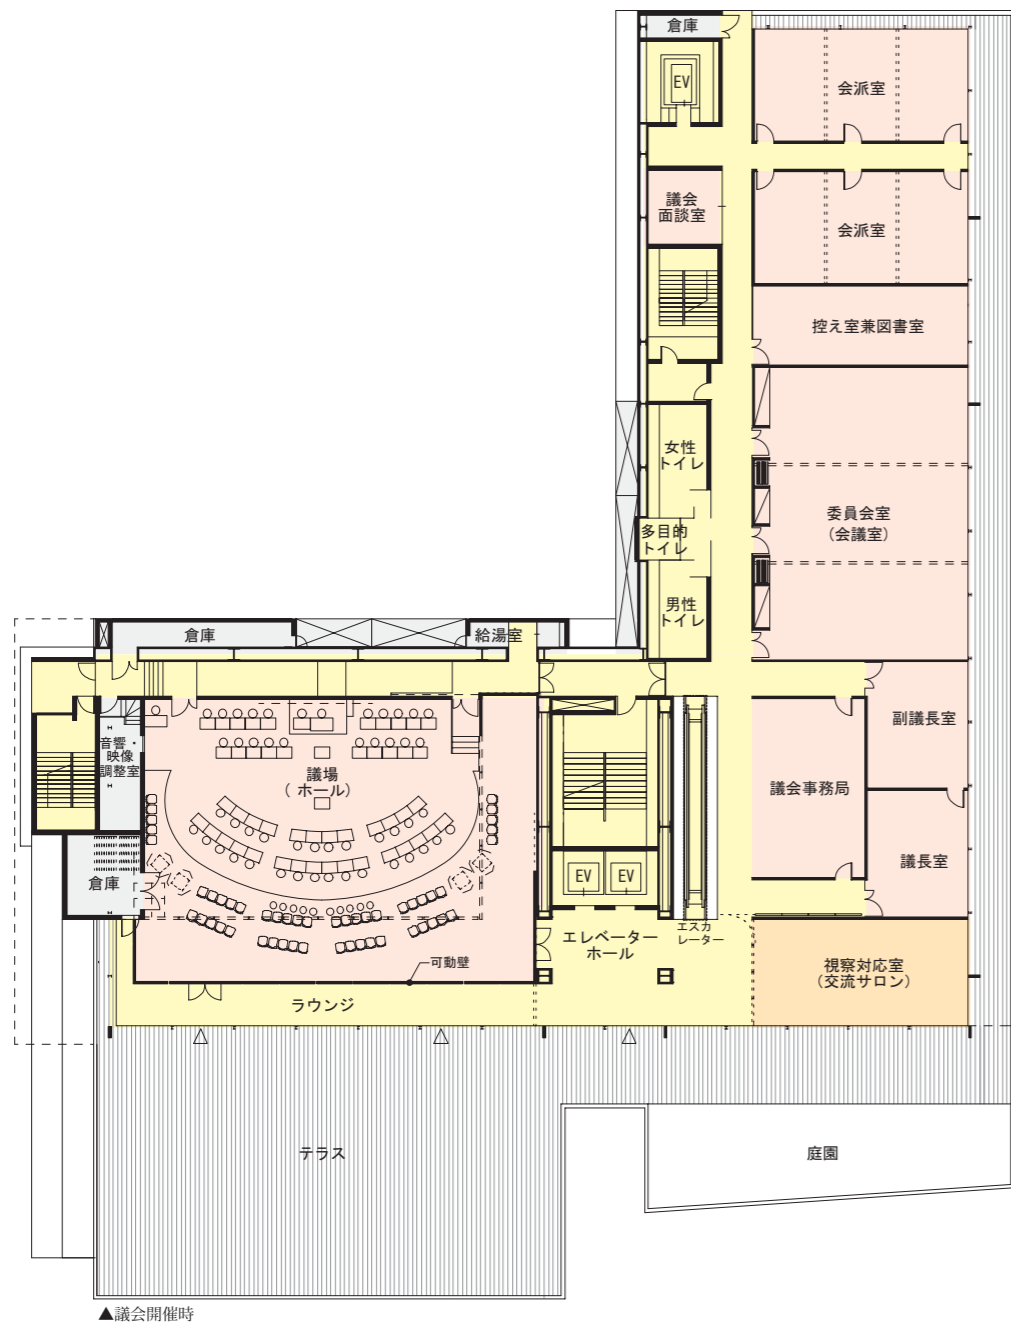 倉庫
EV
会派室
議会
面談室
会派室
控え室兼図書室
女性
トイレ
委員会室
(会議室)
多目的
トイレ
男性
トイレ
倉庫
給湯室
副議長室
音響・
映像
調整室
議場
(ホール)
議会事務局
議長室
倉庫
EV
EV
エレベーター
ホール
エスカ
レーター
可動壁
視察対応室
(交流サロン)
ラウンジ
テラス
庭園
▲議会開催時